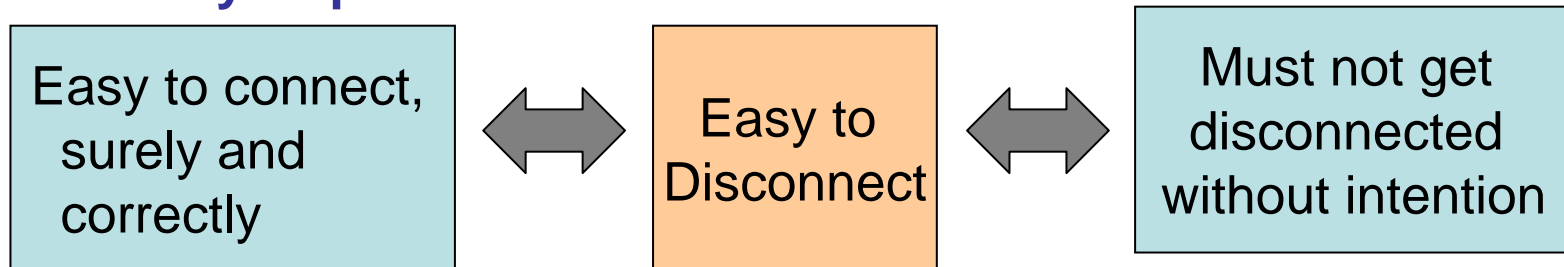 Easy to connect,
surely and
correctly
Easy to
Disconnect
Must not get
disconnected
without intention